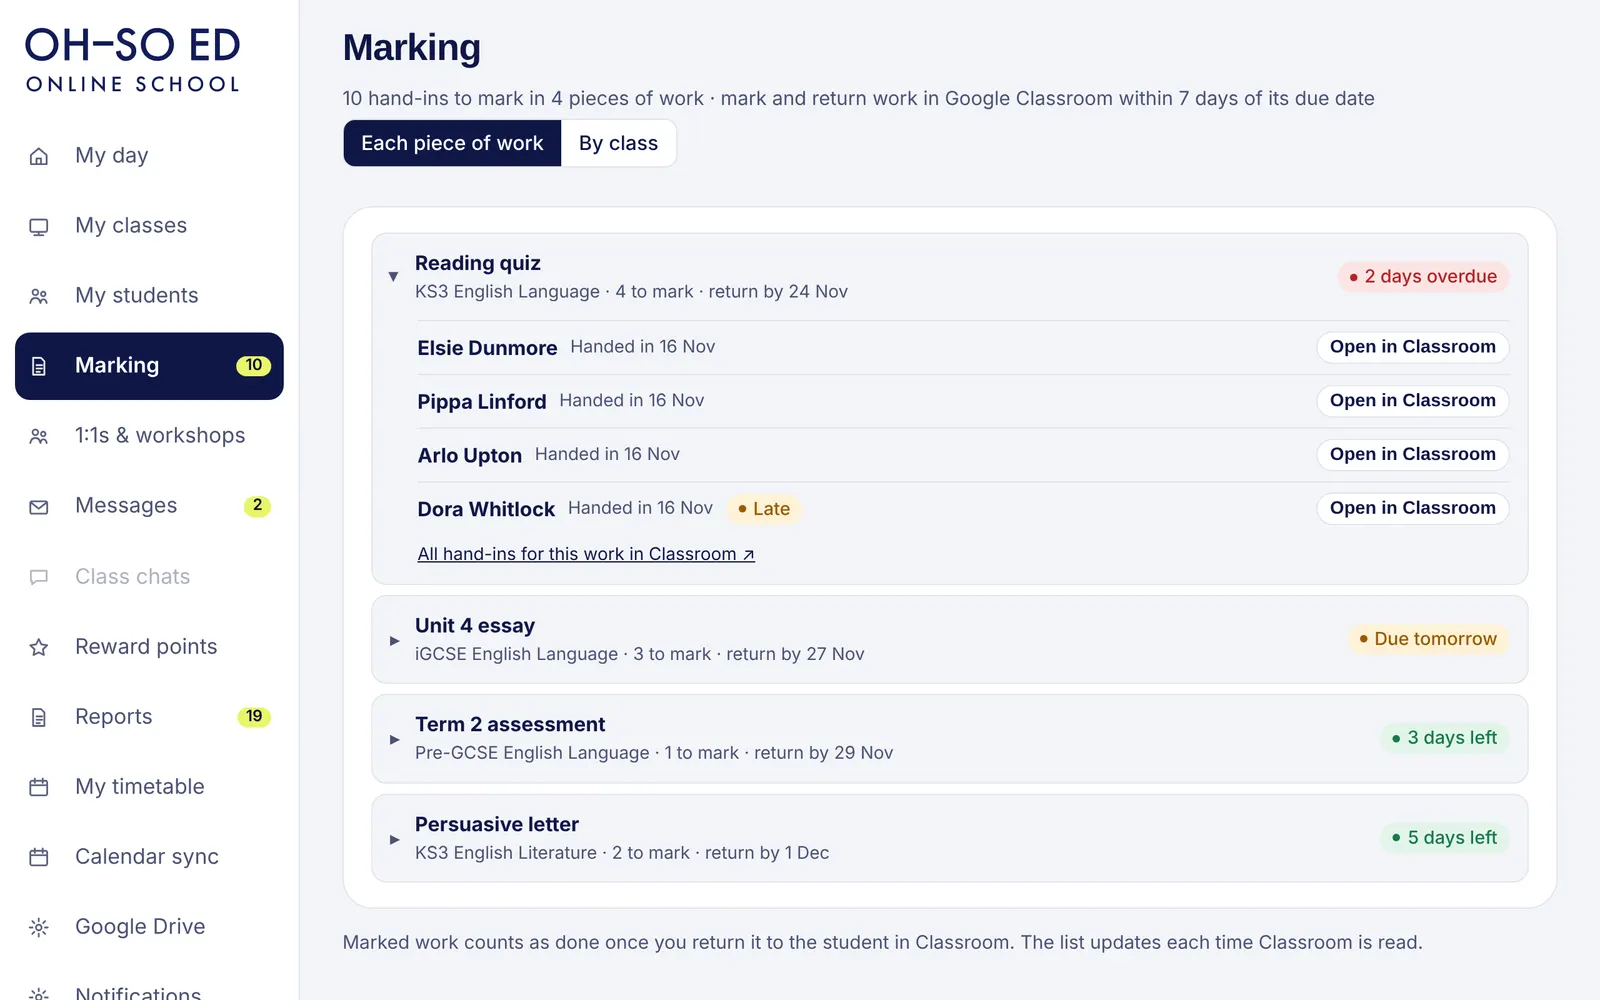 OH-SO ED
ONLINE SCHOOL
My day
My classes
My students
Marking 10
1:1s & workshops
Messages 2
Class chats
Reward points
Reports 19
My timetable
Calendar sync
Google Drive
Notifications
Marking
10 hand-ins to mark in 4 pieces of work · mark and return work in Google Classroom within 7 days of its due date
Each piece of work By class
▼ Reading quiz
KS3 English Language · 4 to mark · return by 24 Nov
• 2 days overdue
Elsie Dunmore Handed in 16 Nov Open in Classroom
Pippa Linford Handed in 16 Nov Open in Classroom
Arlo Upton Handed in 16 Nov Open in Classroom
Dora Whitlock Handed in 16 Nov • Late Open in Classroom
All hand-ins for this work in Classroom ↗
▶ Unit 4 essay
iGCSE English Language · 3 to mark · return by 27 Nov
• Due tomorrow
▶ Term 2 assessment
Pre-GCSE English Language · 1 to mark · return by 29 Nov
• 3 days left
▶ Persuasive letter
KS3 English Literature · 2 to mark · return by 1 Dec
• 5 days left
Marked work counts as done once you return it to the student in Classroom. The list updates each time Classroom is read.